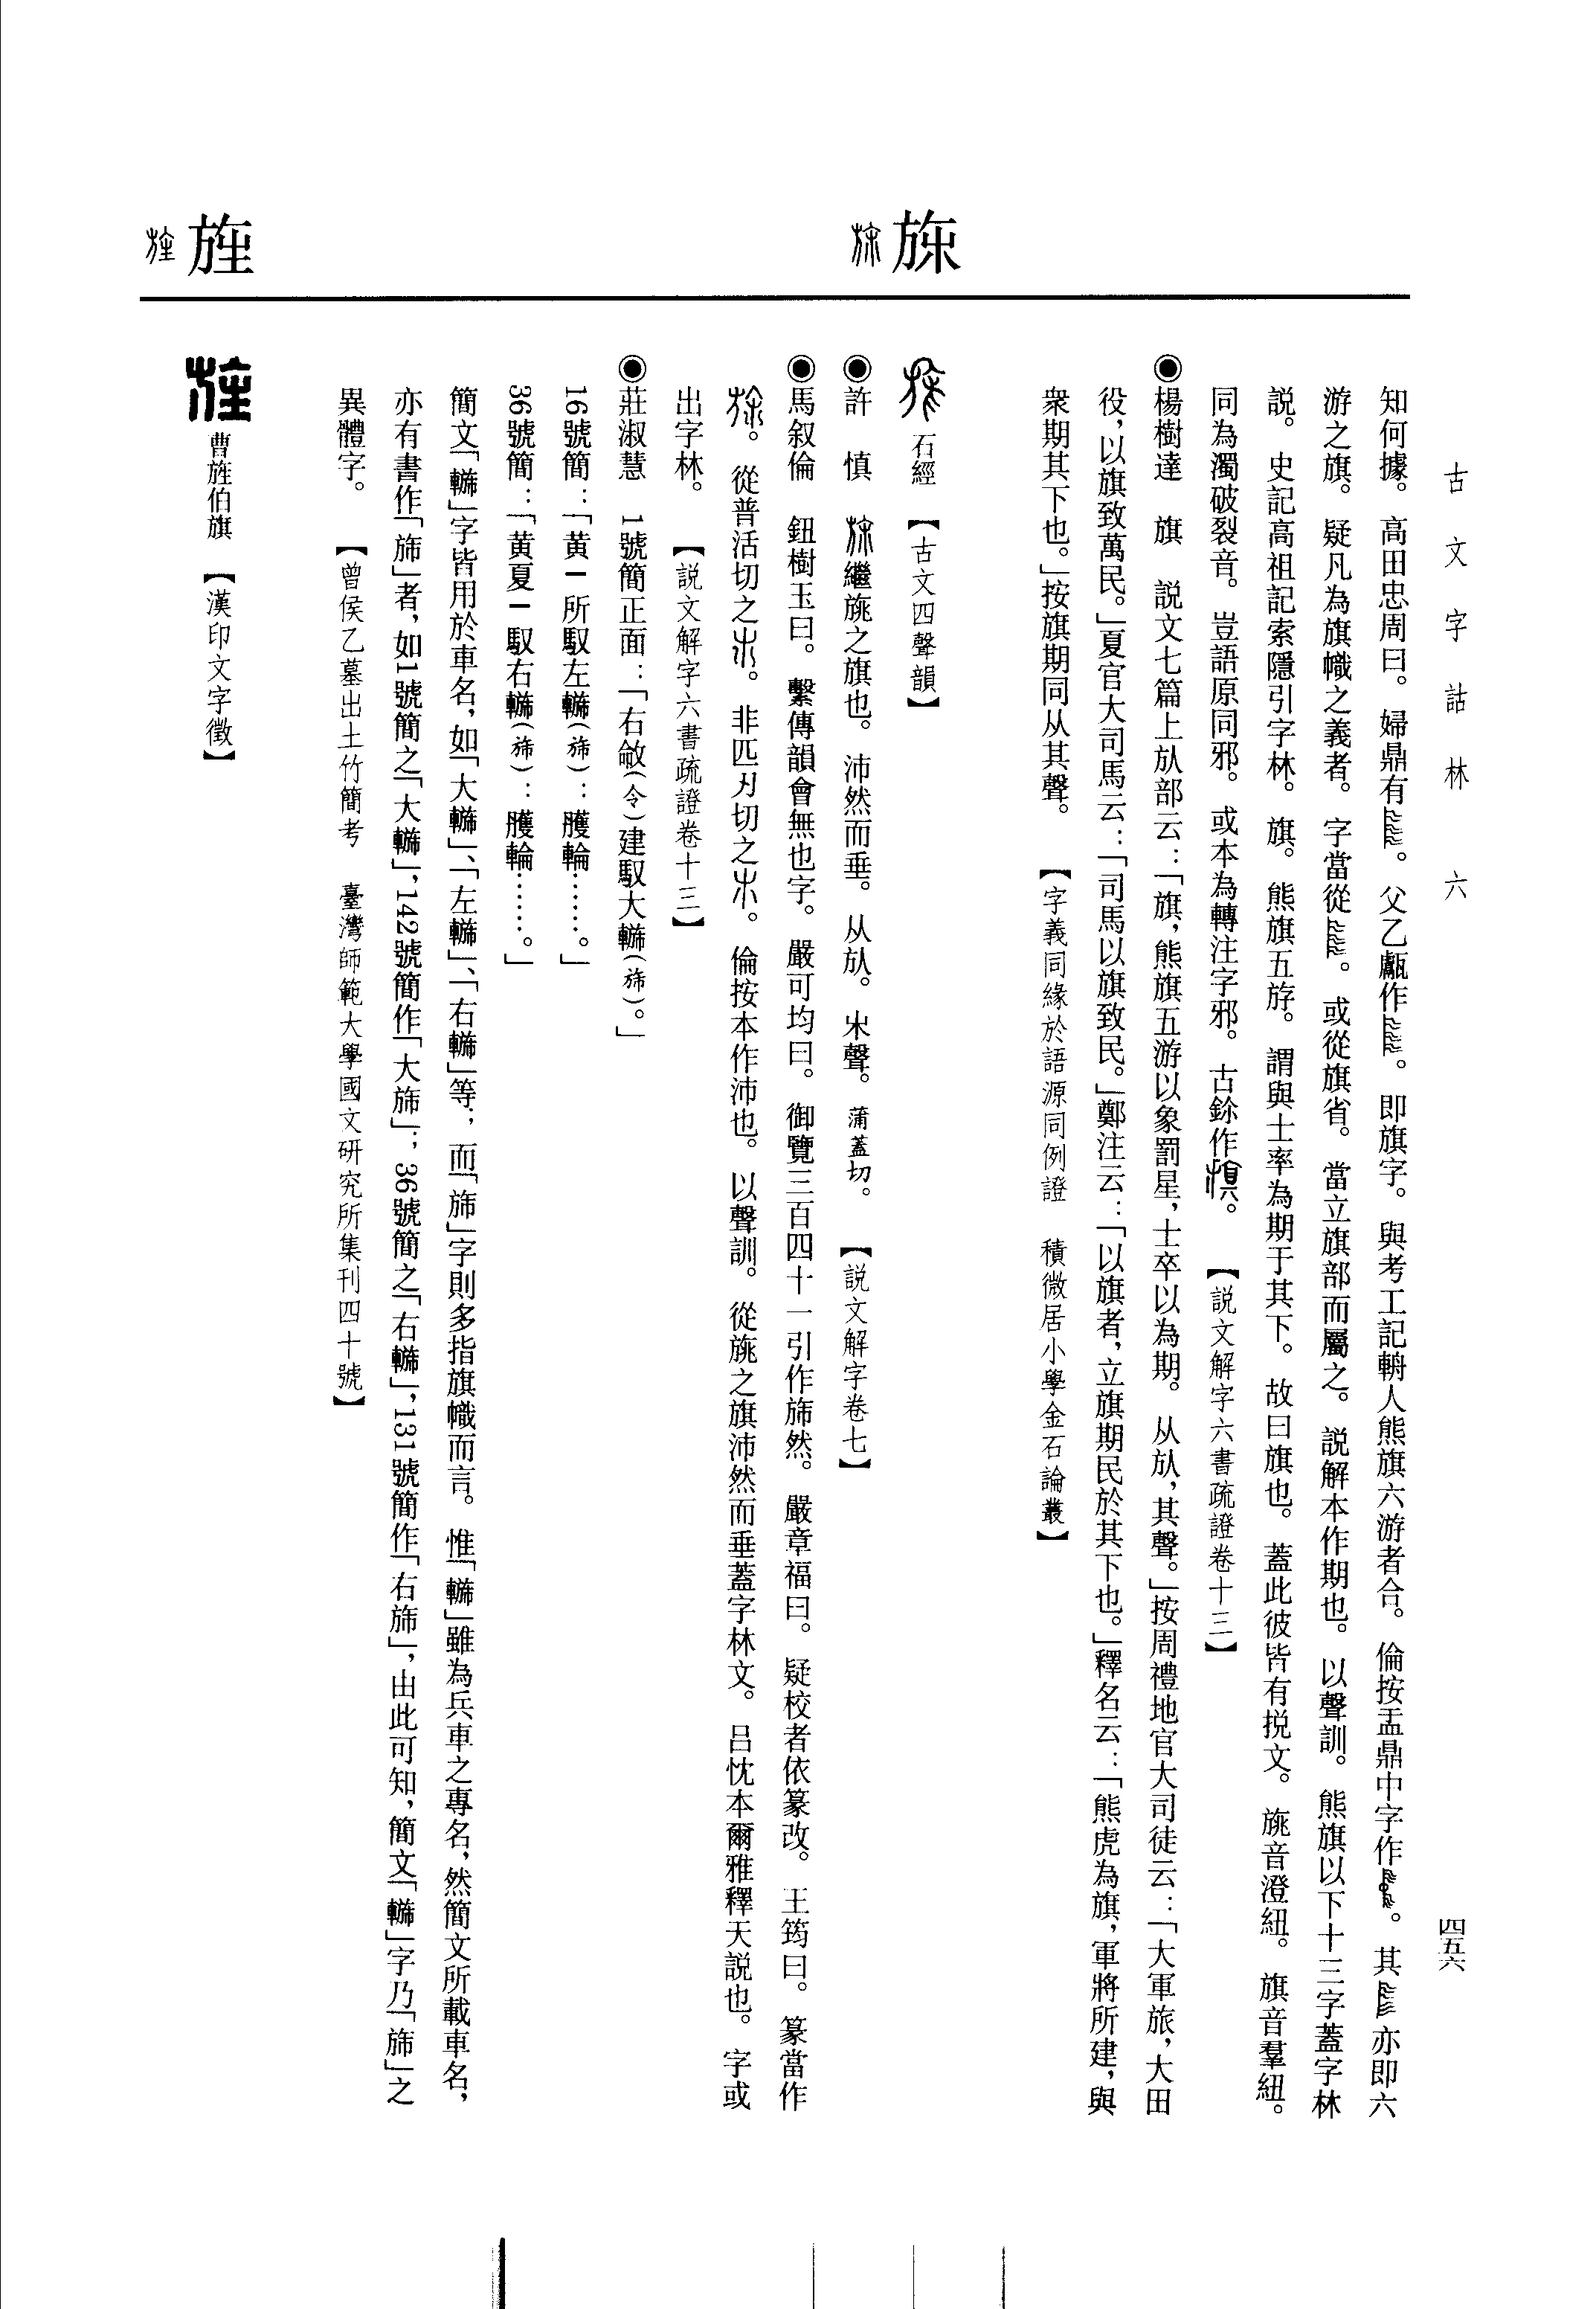 古文字詁林　六
四五六
知何據。高田忠周曰。婦鼎有。父乙甗作。即旗字。與考工記輈人熊旗六游者合。倫按盂鼎中字作。其亦即六
游之旗。疑凡為旗幟之義者。字當從。或從旗省。當立旗部而屬之。説解本作期也。以聲訓。熊旗以下十三字蓋字林
説。史記高祖記索隱引字林。旗。熊旗五斿。謂與士率為期于其下。故曰旗也。蓋此彼皆有挩文。旐音澄紐。旗音羣紐。
同為濁破裂音。豈語原同邪。或本為轉注字邪。古鉨作。【説文解字六書疏證卷十三】
◉楊樹達　旗　説文七篇上㫃部云：「旗，熊旗五游以象罰星，士卒以為期。从㫃，其聲。」按周禮地官大司徒云：「大軍旅，大田
役，以旗致萬民。」夏官大司馬云：「司馬以旗致民。」鄭注云：「以旗者，立旗期民於其下也。」釋名云：「熊虎為旗，軍將所建，與
衆期其下也。」按旗期同从其聲。【字義同緣於語源同例證　積微居小學金石論叢】
旆
石經　【古文四聲韻】
◉許　慎　繼旐之旗也。沛然而垂。从㫃。𣎵聲。蒲蓋切。【説文解字卷七】
◉馬叙倫　鈕樹玉曰。繫傳韻會無也字。嚴可均曰。御覽三百四十一引作旆然。嚴章福曰。疑校者依篆改。王筠曰。篆當作
。從普活切之。非匹刃切之。倫按本作沛也。以聲訓。從旐之旗沛然而垂蓋字林文。吕忱本爾雅釋天説也。字或
出字林。【説文解字六書疏證卷十三】
◉莊淑慧　1號簡正面：「右敿(令)建馭大𨍷(旆)。」
16號簡：「黄𠄌所馭左𨍷(旆)：䐽輪……。」
36號簡：「黄夏𠄌馭右𨍷(旆)：䐽輪……。」
簡文「𨍷」字皆用於車名，如「大𨍷」、「左𨍷」、「右𨍷」等；而「旆」字則多指旗幟而言。惟「𨍷」雖為兵車之專名，然簡文所載車名，
亦有書作「旆」者，如1號簡之「大𨍷」，142號簡作「大旆」；36號簡之「右𨍷」，131號簡作「右旆」，由此可知，簡文「𨍷」字乃「旆」之
異體字。【曾侯乙墓出土竹簡考　臺灣師範大學國文研究所集刊四十號】
旌
曹旌伯旗　【漢印文字徵】